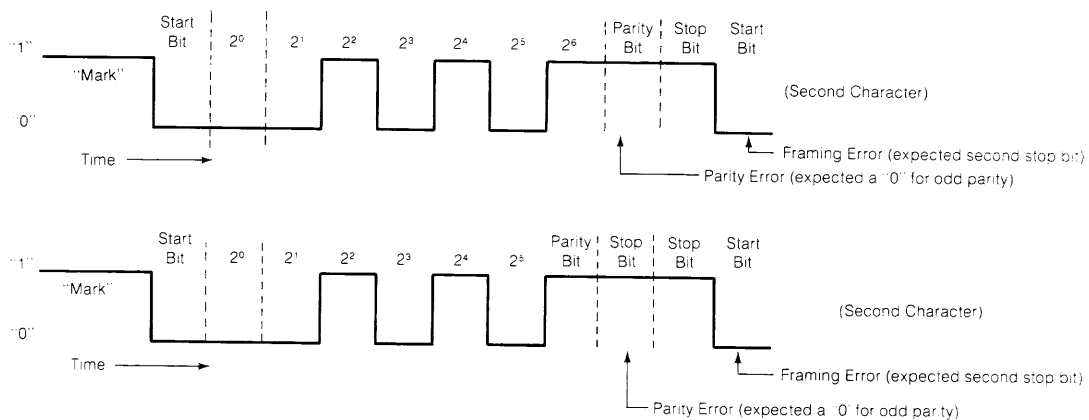 Start Bit 2⁰ 2¹ 2² 2³ 2⁴ 2⁵ 2⁶ Parity Bit Stop Bit Start Bit
"1"
"Mark"
(Second Character)
"0"
Time
Framing Error (expected second stop bit)
Parity Error (expected a "0" for odd parity)
Start Bit 2⁰ 2¹ 2² 2³ 2⁴ 2⁵ Parity Bit Stop Bit Stop Bit Start Bit
"1"
"Mark"
(Second Character)
"0"
Time
Framing Error (expected second stop bit)
Parity Error (expected a "0" for odd parity)